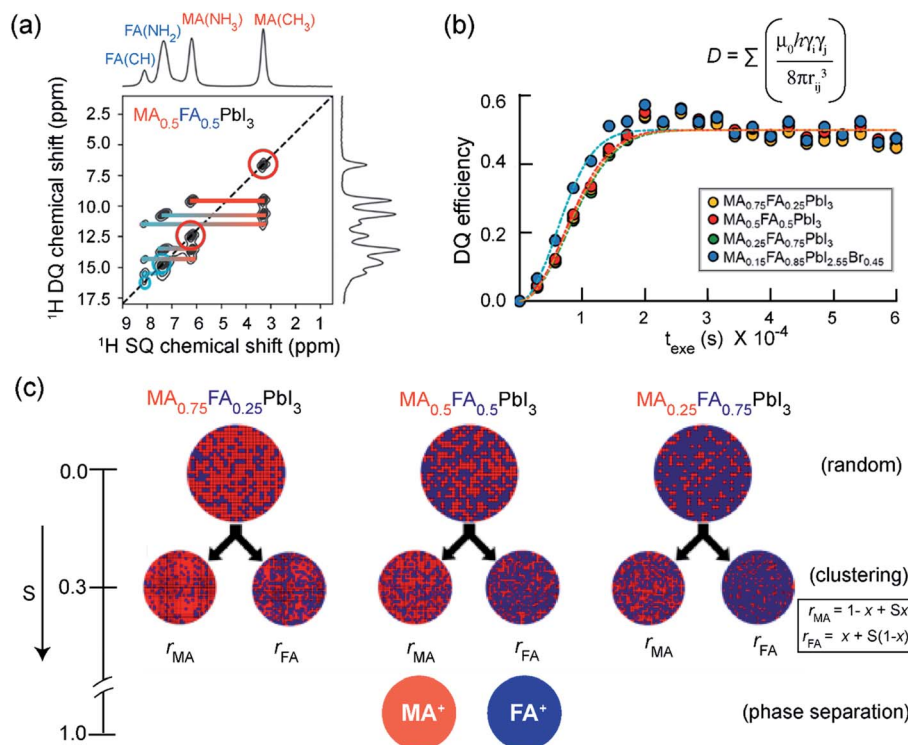 (a)
FA(CH)
FA(NH2)
MA(NH3)
MA(CH3)
MA0.5FA0.5PbI3
1H DQ chemical shift (ppm)
2.5
5.0
7.5
10.0
12.5
15.0
17.5
9 8 7 6 5 4 3 2 1
1H SQ chemical shift (ppm)
(b)
D = Σ ( μ0hγiγj / 8πrij3 )
DQ efficiency
0.6
0.4
0.2
0.0
MA0.75FA0.25PbI3
MA0.5FA0.5PbI3
MA0.25FA0.75PbI3
MA0.15FA0.85PbI2.55Br0.45
1 2 3 4 5 6
texe (s) X 10-4
(c)
MA0.75FA0.25PbI3
MA0.5FA0.5PbI3
MA0.25FA0.75PbI3
S
0.0
(random)
0.3
(clustering)
rMA = 1- x + Sx
rFA = x + S(1-x)
rMA rFA
rMA rFA
rMA rFA
MA+
FA+
(phase separation)
1.0